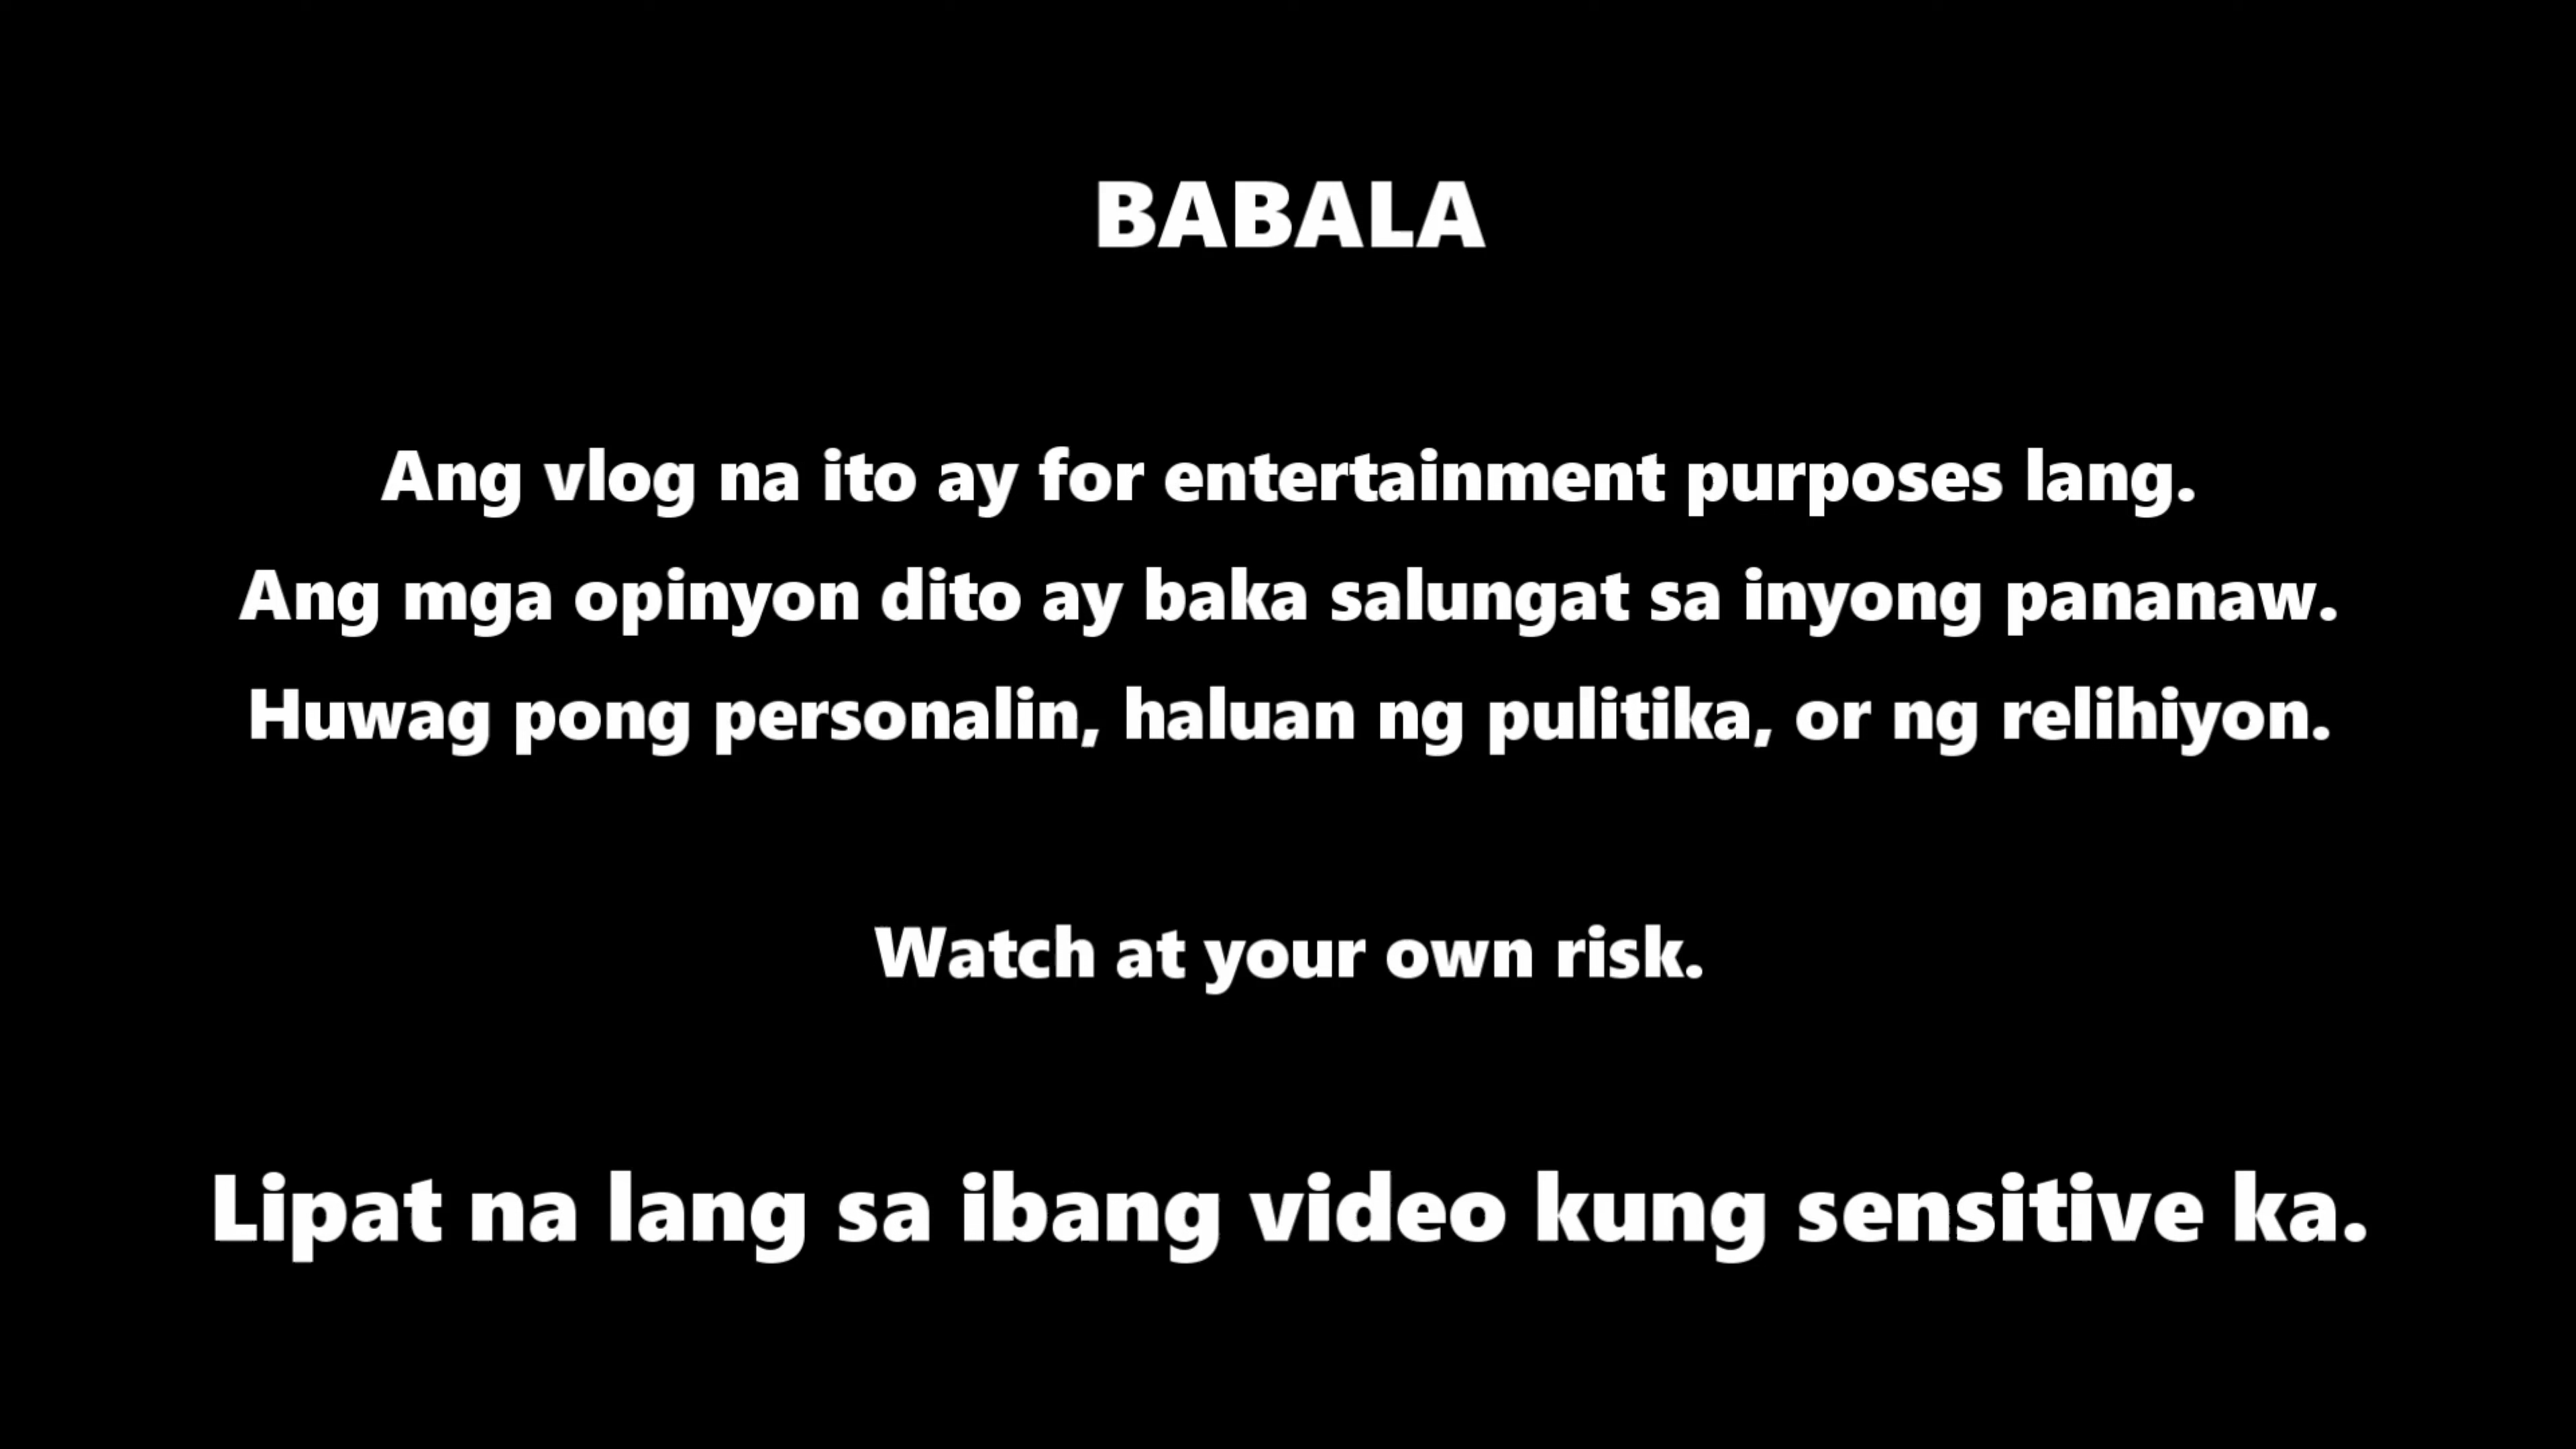 BABALA
Ang vlog na ito ay for entertainment purposes lang.
Ang mga opinyon dito ay baka salungat sa inyong pananaw.
Huwag pong personalin, haluan ng pulitika, or ng relihiyon.
Watch at your own risk.
Lipat na lang sa ibang video kung sensitive ka.